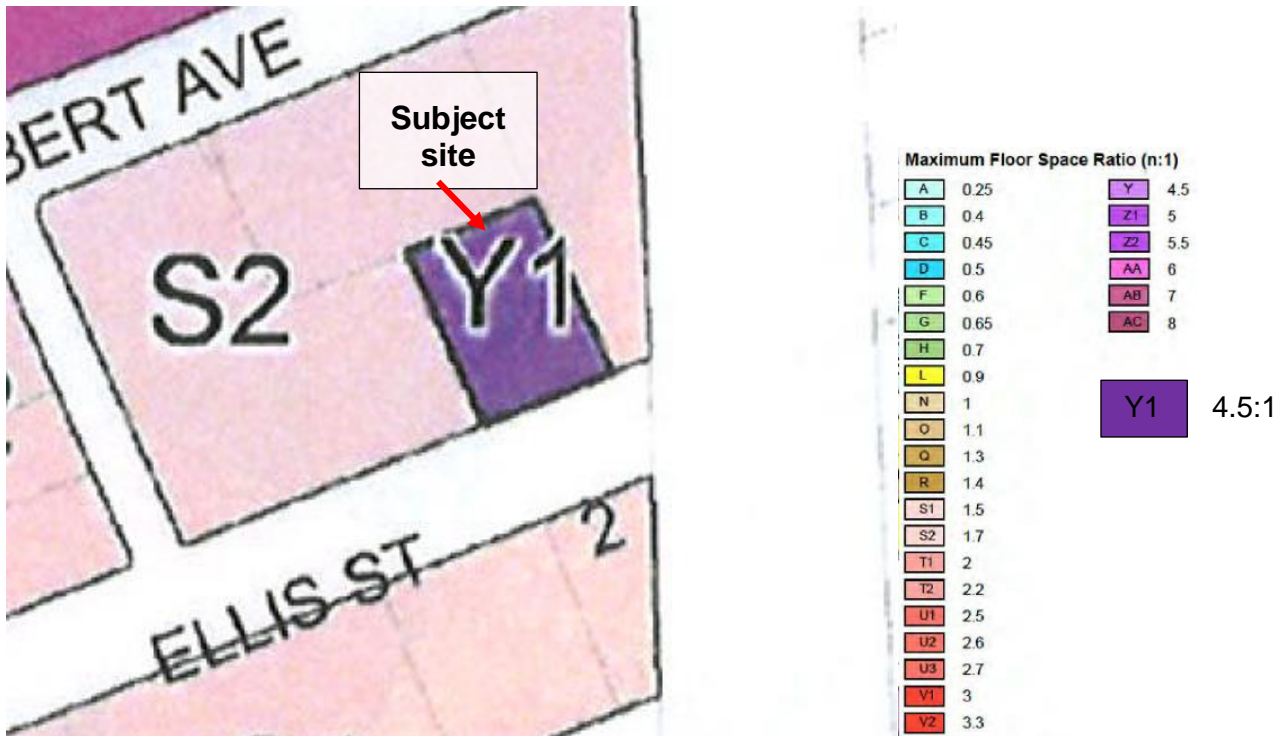 BERT AVE
Subject
site
S2
Y1
2
ELLIS ST
Maximum Floor Space Ratio (n:1)
A 0.25
B 0.4
C 0.45
D 0.5
F 0.6
G 0.65
H 0.7
L 0.9
N 1
O 1.1
Q 1.3
R 1.4
S1 1.5
S2 1.7
T1 2
T2 2.2
U1 2.5
U2 2.6
U3 2.7
V1 3
V2 3.3
Y 4.5
Z1 5
Z2 5.5
AA 6
AB 7
AC 8
Y1 4.5:1